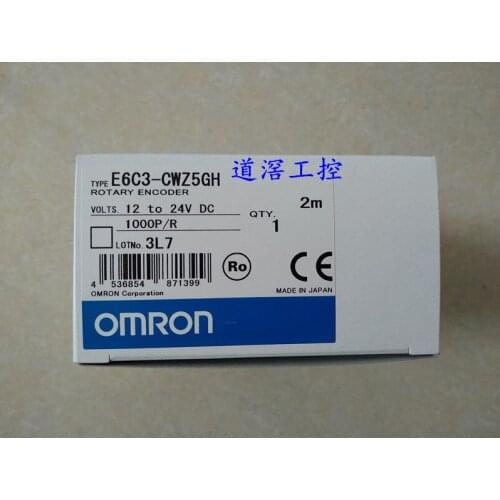 道滘工控
TYPE E6C3-CWZ5GH
ROTARY ENCODER
VOLTS. 12 to 24V DC
1000P/R
QTY. 1
2m
LOTNo. 3L7
4 536854 871399
Ro
CE
OMRON Corporation
MADE IN JAPAN
OMRON